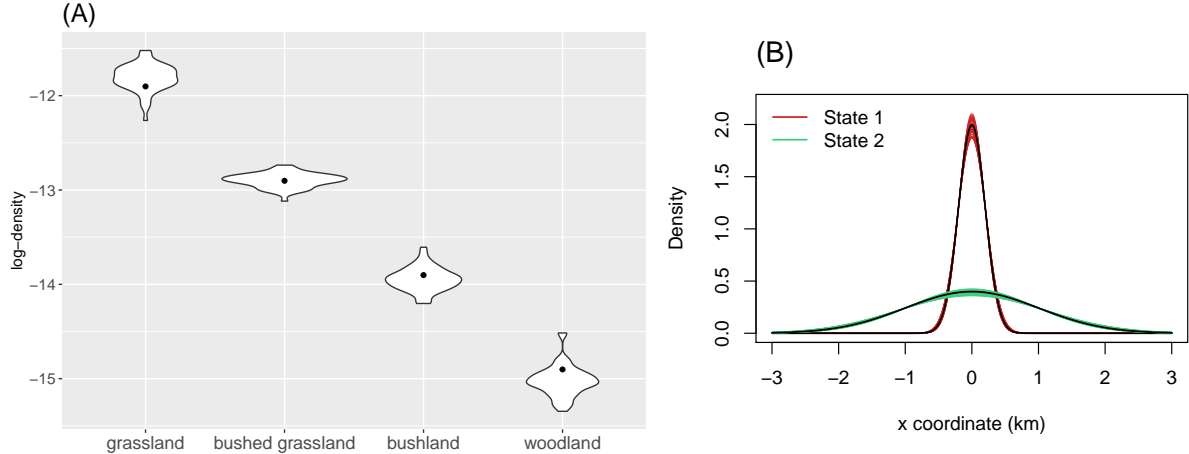 (A)
log−density
−12
−13
−14
−15
grassland bushed grassland bushland woodland
(B)
State 1
State 2
Density
2.0
1.5
1.0
0.5
0.0
−3 −2 −1 0 1 2 3
x coordinate (km)